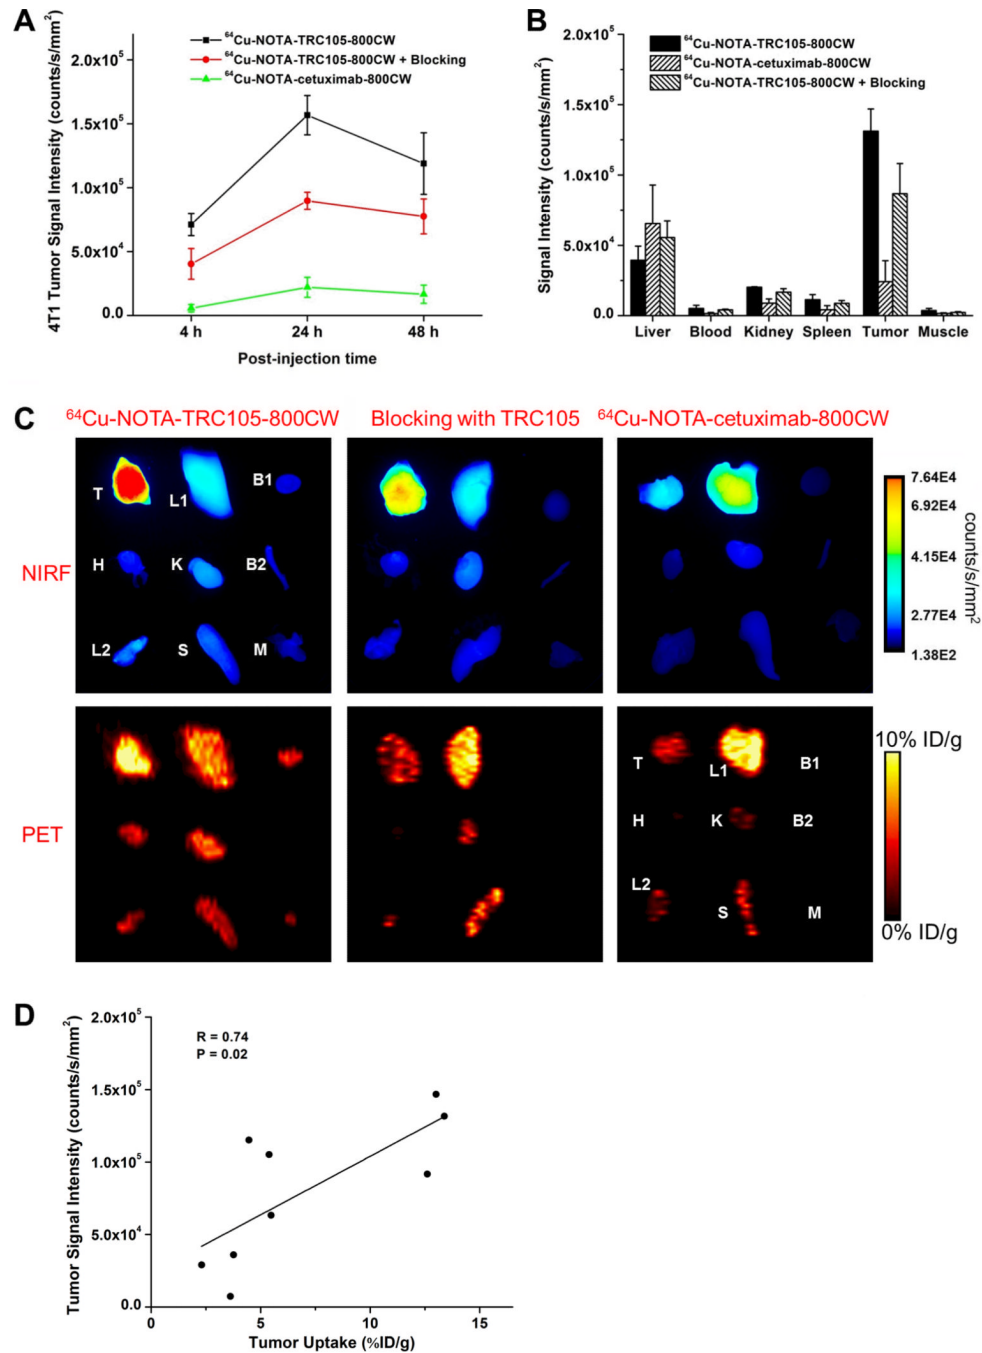 A
⁶⁴Cu-NOTA-TRC105-800CW
⁶⁴Cu-NOTA-TRC105-800CW + Blocking
⁶⁴Cu-NOTA-cetuximab-800CW
4T1 Tumor Signal Intensity (counts/s/mm²)
2.0x10⁵
1.5x10⁵
1.0x10⁵
5.0x10⁴
0.0
4 h
24 h
48 h
Post-injection time
B
⁶⁴Cu-NOTA-TRC105-800CW
⁶⁴Cu-NOTA-cetuximab-800CW
⁶⁴Cu-NOTA-TRC105-800CW + Blocking
Signal Intensity (counts/s/mm²)
2.0x10⁵
1.5x10⁵
1.0x10⁵
5.0x10⁴
0.0
Liver
Blood
Kidney
Spleen
Tumor
Muscle
C
⁶⁴Cu-NOTA-TRC105-800CW
Blocking with TRC105
⁶⁴Cu-NOTA-cetuximab-800CW
NIRF
T
L1
B1
H
K
B2
L2
S
M
7.64E4
6.92E4
4.15E4
2.77E4
1.38E2
counts/s/mm²
PET
T
L1
B1
H
K
B2
L2
S
M
10% ID/g
0% ID/g
D
R = 0.74
P = 0.02
Tumor Signal Intensity (counts/s/mm²)
2.0x10⁵
1.5x10⁵
1.0x10⁵
5.0x10⁴
0.0
0
5
10
15
Tumor Uptake (%ID/g)